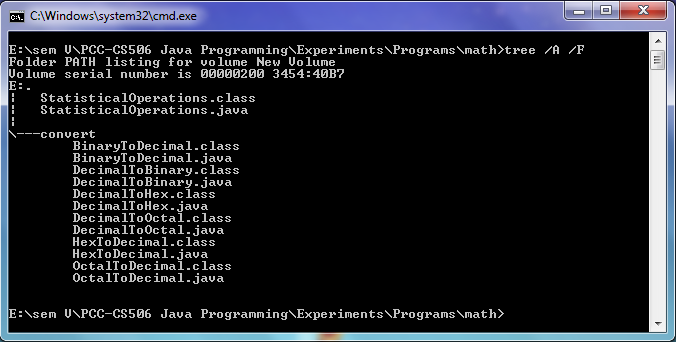 C:\Windows\system32\cmd.exe
E:\sem V\PCC-CS506 Java Programming\Experiments\Programs\math>tree /A /F
Folder PATH listing for volume New Volume
Volume serial number is 00000200 3454:40B7
E:.
¦   StatisticalOperations.class
¦   StatisticalOperations.java
¦
\---convert
        BinaryToDecimal.class
        BinaryToDecimal.java
        DecimalToBinary.class
        DecimalToBinary.java
        DecimalToHex.class
        DecimalToHex.java
        DecimalToOctal.class
        DecimalToOctal.java
        HexToDecimal.class
        HexToDecimal.java
        OctalToDecimal.class
        OctalToDecimal.java
E:\sem V\PCC-CS506 Java Programming\Experiments\Programs\math>